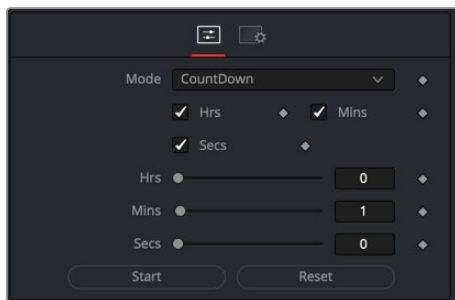 Mode CountDown
Hrs Mins
Secs
Hrs 0
Mins 1
Secs 0
Start Reset